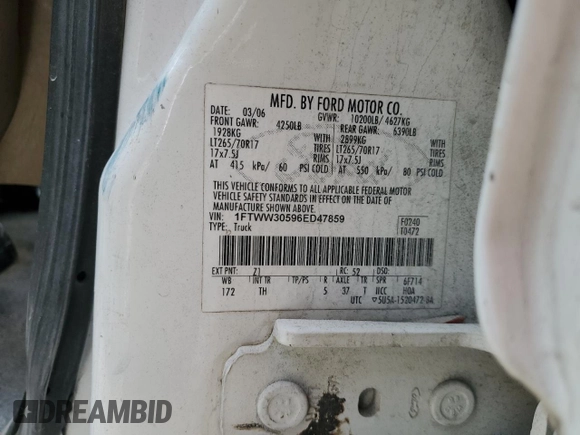 MFD. BY FORD MOTOR CO.
DATE: 03/06 GVWR: 10200LB/ 4627KG
FRONT GAWR: 4250LB REAR GAWR: 6390LB
1928KG WITH 2899KG WITH
LT265/70R17 TIRES LT265/70R17 TIRES
17x7.5J RIMS 17x7.5J RIMS
AT 415 kPa/ 60 PSI COLD AT 550 kPa/ 80 PSI COLD
THIS VEHICLE CONFORMS TO ALL APPLICABLE FEDERAL MOTOR
VEHICLE SAFETY STANDARDS IN EFFECT ON THE DATE OF
MANUFACTURE SHOWN ABOVE.
VIN: 1FTWW30596ED47859 F0240
TYPE: Truck T0472
EXT PNT: Z1 RC: 52 DSO:
WB INT TR TP/PS R AXLE TR SPR 6F714
172 TH 5 37 T HOA
UTC
DREAMBID